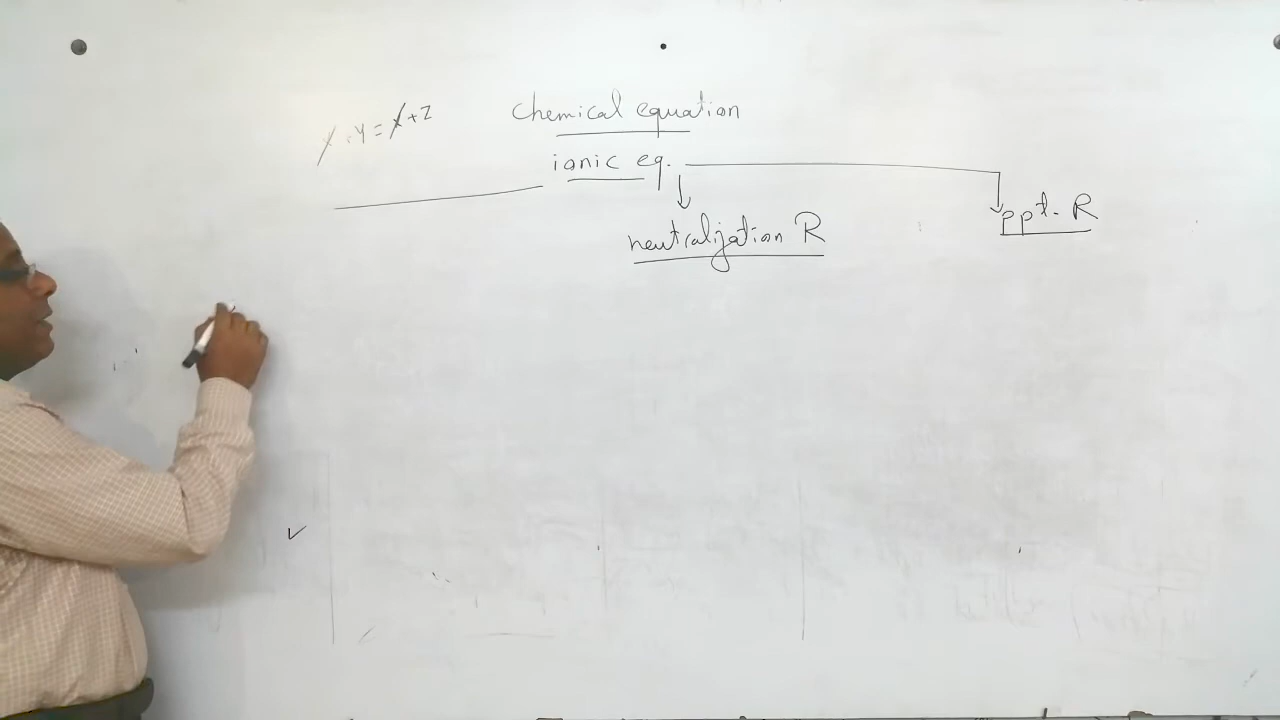 chemical equation
x+y = x+z
ionic eq.
ppt. R
neutralization R